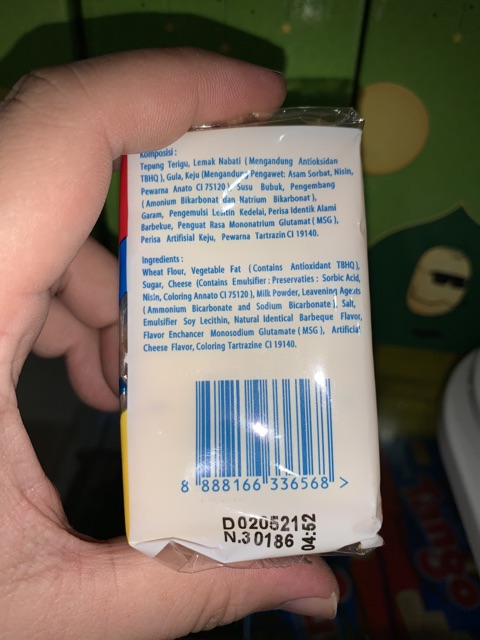 Komposisi :
Tepung Terigu, Lemak Nabati ( Mengandung Antioksidan
TBHQ ), Gula, Keju (Mengandung Pengawet: Asam Sorbat, Nisin,
Pewarna Anato CI 75120 ) Susu Bubuk, Pengembang
( Amonium Bikarbonat dan Natrium Bikarbonat ),
Garam, Pengemulsi Lesitin Kedelai, Perisa Identik Alami
Barbekue, Penguat Rasa Mononatrium Glutamat ( MSG ),
Perisa Artifisial Keju, Pewarna Tartrazin CI 19140.
Ingredients :
Wheat Flour, Vegetable Fat ( Contains Antioxidant TBHQ ),
Sugar, Cheese (Contains Emulsifier : Preservaties : Sorbic Acid,
Nisin, Coloring Annato CI 75120 ), Milk Powder, Leavening Agents
( Ammonium Bicarbonate and Sodium Bicarbonate ), Salt,
Emulsifier Soy Lecithin, Natural Identical Barbeque Flavor,
Flavor Enchancer Monosodium Glutamate ( MSG ), Artificial
Cheese Flavor, Coloring Tartrazine CI 19140.
8 888166 336568 >
D02052152
N.30186 04:52
Tango